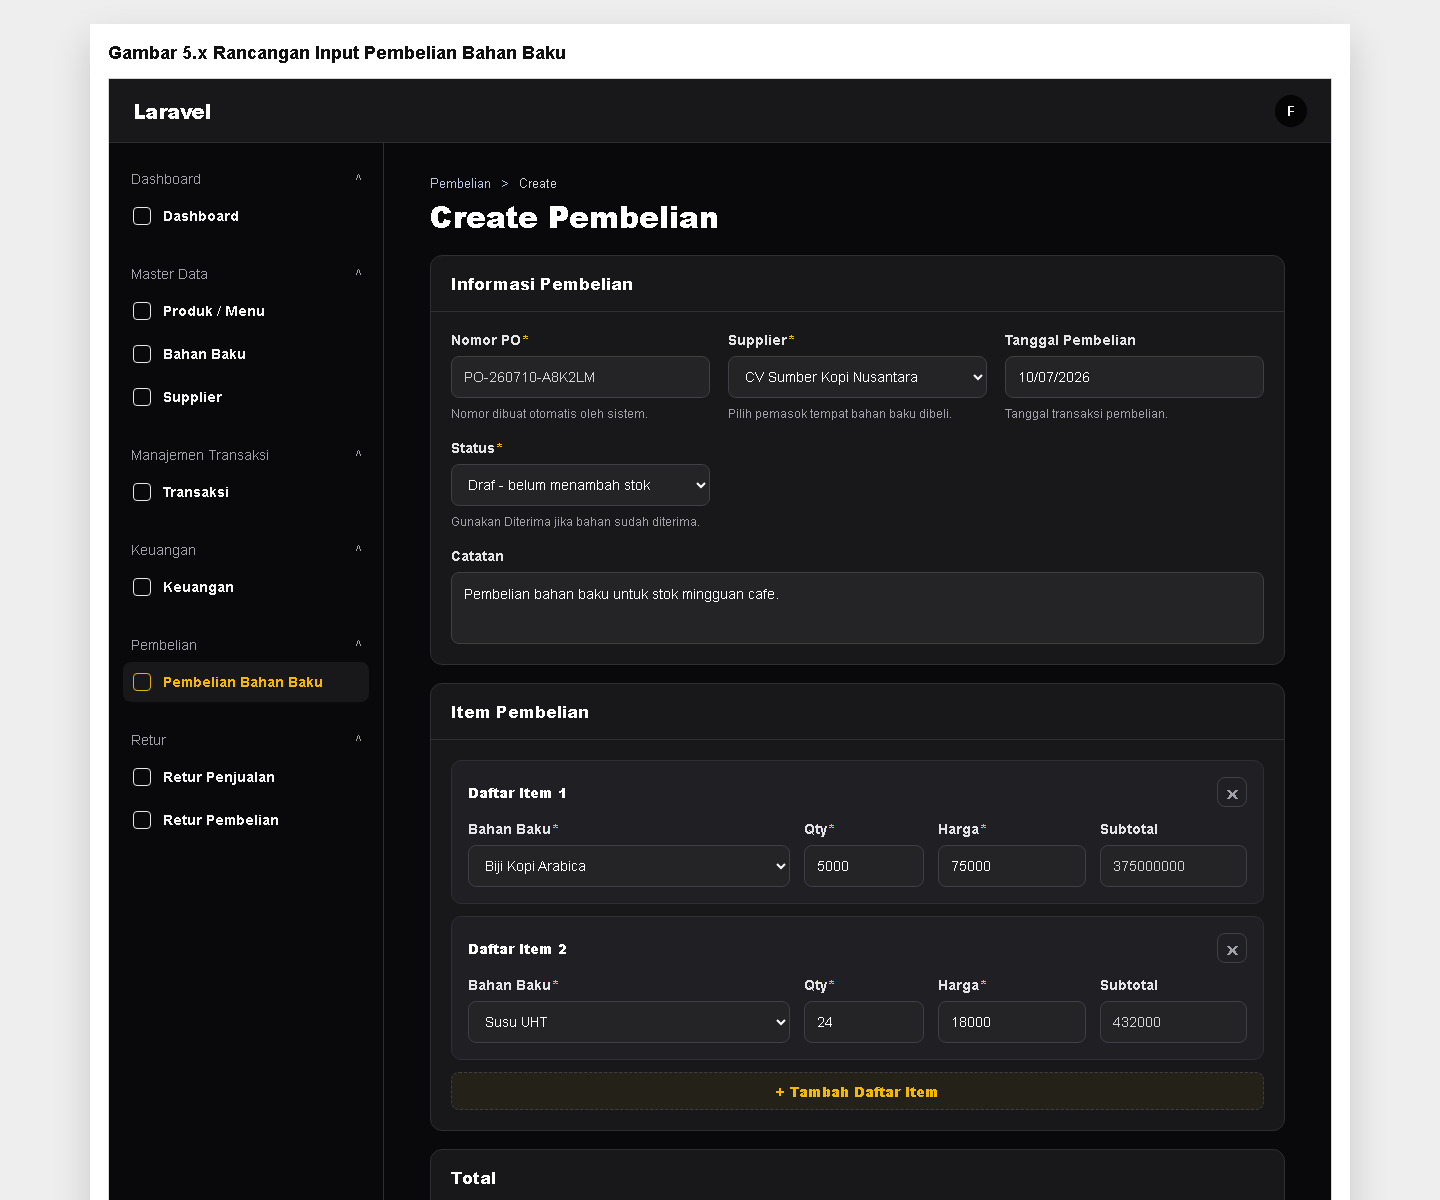 Gambar 5.x Rancangan Input Pembelian Bahan Baku
Laravel
F
Dashboard
Dashboard
Master Data
Produk / Menu
Bahan Baku
Supplier
Manajemen Transaksi
Transaksi
Keuangan
Keuangan
Pembelian
Pembelian Bahan Baku
Retur
Retur Penjualan
Retur Pembelian
Pembelian > Create
Create Pembelian
Informasi Pembelian
Nomor PO* Supplier* Tanggal Pembelian
PO-260710-A8K2LM CV Sumber Kopi Nusantara 10/07/2026
Nomor dibuat otomatis oleh sistem. Pilih pemasok tempat bahan baku dibeli. Tanggal transaksi pembelian.
Status*
Draf - belum menambah stok
Gunakan Diterima jika bahan sudah diterima.
Catatan
Pembelian bahan baku untuk stok mingguan cafe.
Item Pembelian
Daftar Item 1 x
Bahan Baku* Qty* Harga* Subtotal
Biji Kopi Arabica 5000 75000 375000000
Daftar Item 2 x
Bahan Baku* Qty* Harga* Subtotal
Susu UHT 24 18000 432000
+ Tambah Daftar Item
Total